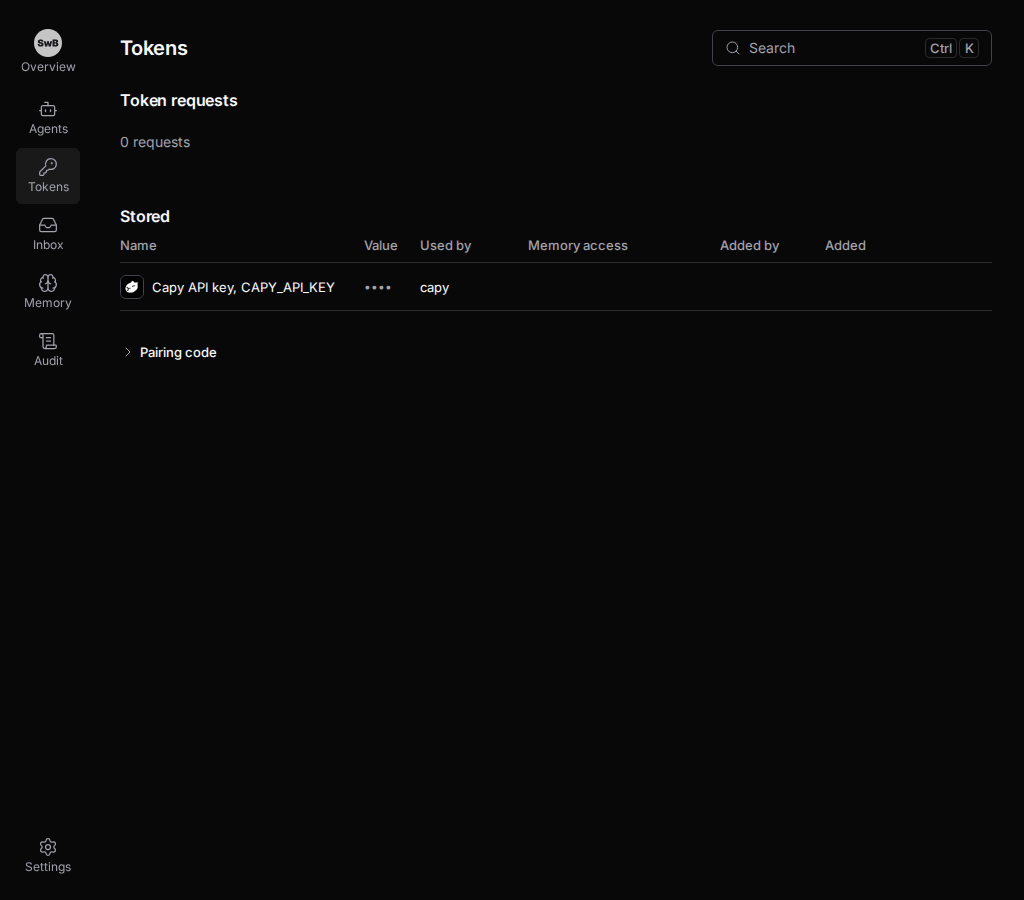 SwB
Overview
Agents
Tokens
Inbox
Memory
Audit
Settings
Tokens
Search
Ctrl K
Token requests
0 requests
Stored
Name Value Used by Memory access Added by Added
Capy API key, CAPY_API_KEY •••• capy
Pairing code